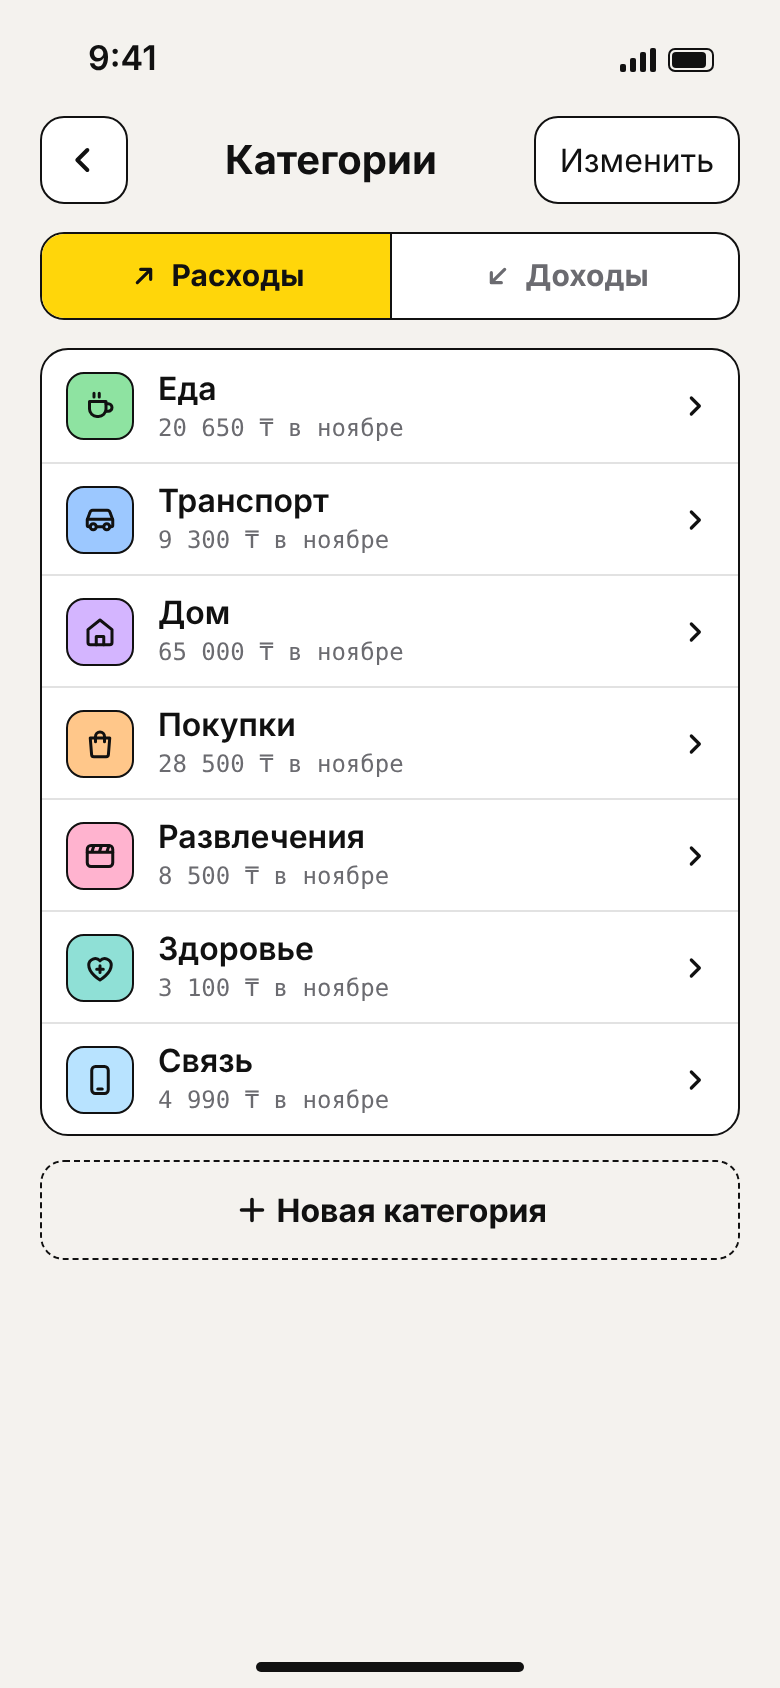 9:41
Категории
Изменить
Расходы
Доходы
Еда
20 650 ₸ в ноябре
Транспорт
9 300 ₸ в ноябре
Дом
65 000 ₸ в ноябре
Покупки
28 500 ₸ в ноябре
Развлечения
8 500 ₸ в ноябре
Здоровье
3 100 ₸ в ноябре
Связь
4 990 ₸ в ноябре
+ Новая категория